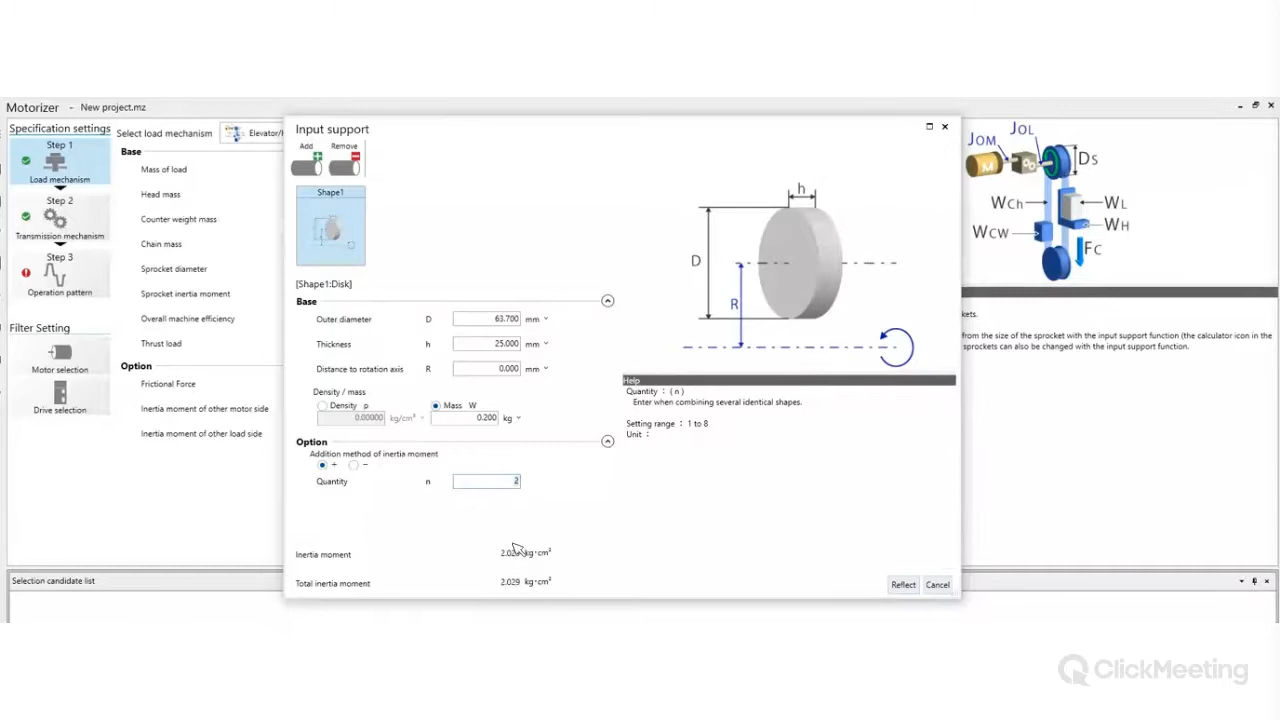 Motorizer - New project.mz
Specification settings
Step 1
Load mechanism
Step 2
Transmission mechanism
Step 3
Operation pattern
Filter Setting
Motor selection
Drive selection
Select load mechanism
Base
Mass of load
Head mass
Counter weight mass
Chain mass
Sprocket diameter
Sprocket inertia moment
Overall machine efficiency
Thrust load
Option
Frictional Force
Inertia moment of other motor side
Inertia moment of other load side
Input support
Add
Remove
Shape1
[Shape1:Disk]
Base
Outer diameter D 63.700 mm
Thickness h 25.000 mm
Distance to rotation axis R 0.000 mm
Density / mass
Density ρ Mass W
0.00000 kg/cm³ 0.200 kg
Option
Addition method of inertia moment
+ −
Quantity n 2
Inertia moment kg·cm²
Total inertia moment 2.029 kg·cm²
h
D
R
Help
Quantity : ( n )
Enter when combining several identical shapes.
Setting range : 1 to 8
Unit :
Reflect Cancel
JOM
JOL
DS
M
WCh
WL
WCW
WH
FC
from the size of the sprocket with the input support function (the calculator icon in the
sprockets can also be changed with the input support function.
Selection candidate list
ClickMeeting